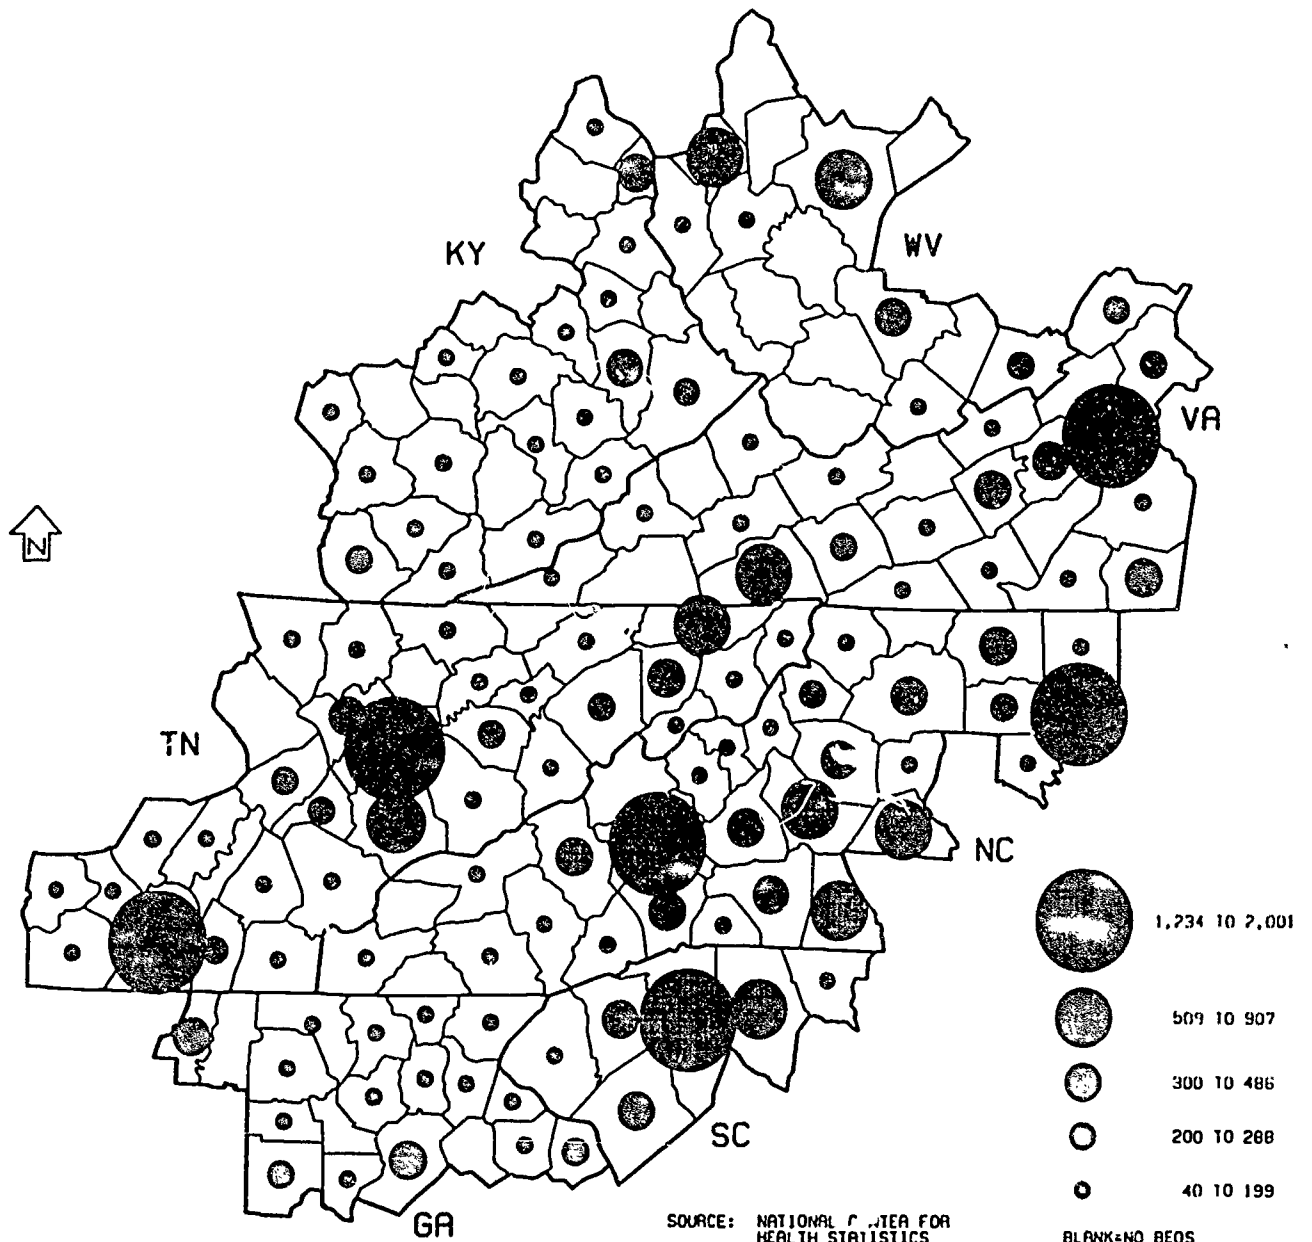 KY
WV
VA
N
TN
NC
1,234 TO 2,001
509 TO 907
300 TO 486
SC
200 TO 288
40 TO 199
GA
SOURCE: NATIONAL FOR
HEALTH STATISTICS
BLANK=NO BEDS